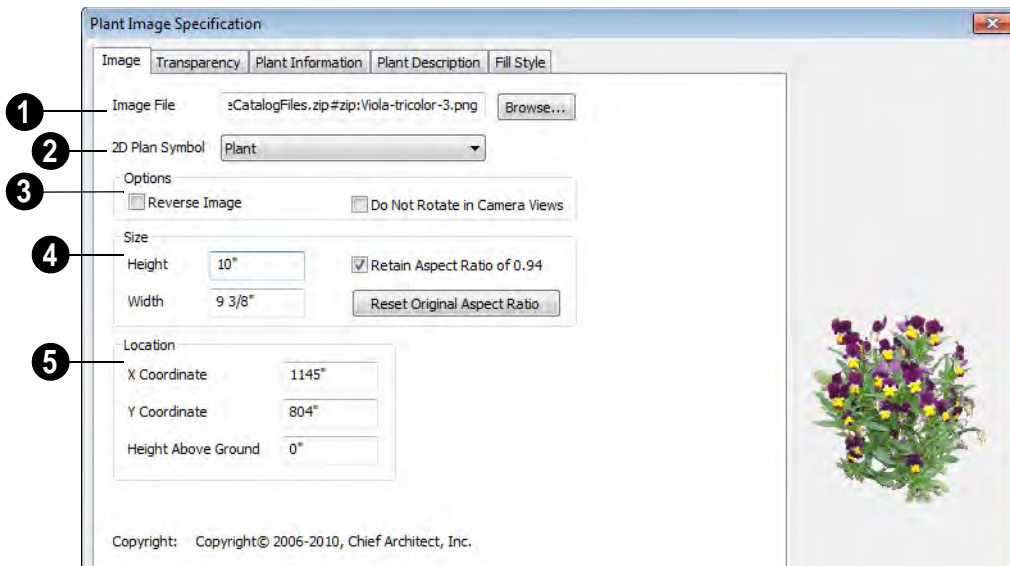 Plant Image Specification
Image Transparency Plant Information Plant Description Fill Style
1 Image File eCatalogFiles.zip#zip:Viola-tricolor-3.png Browse...
2 2D Plan Symbol Plant
Options
3 Reverse Image Do Not Rotate in Camera Views
Size
4 Height 10" Retain Aspect Ratio of 0.94
Width 9 3/8" Reset Original Aspect Ratio
Location
5 X Coordinate 1145"
Y Coordinate 804"
Height Above Ground 0"
Copyright: Copyright© 2006-2010, Chief Architect, Inc.